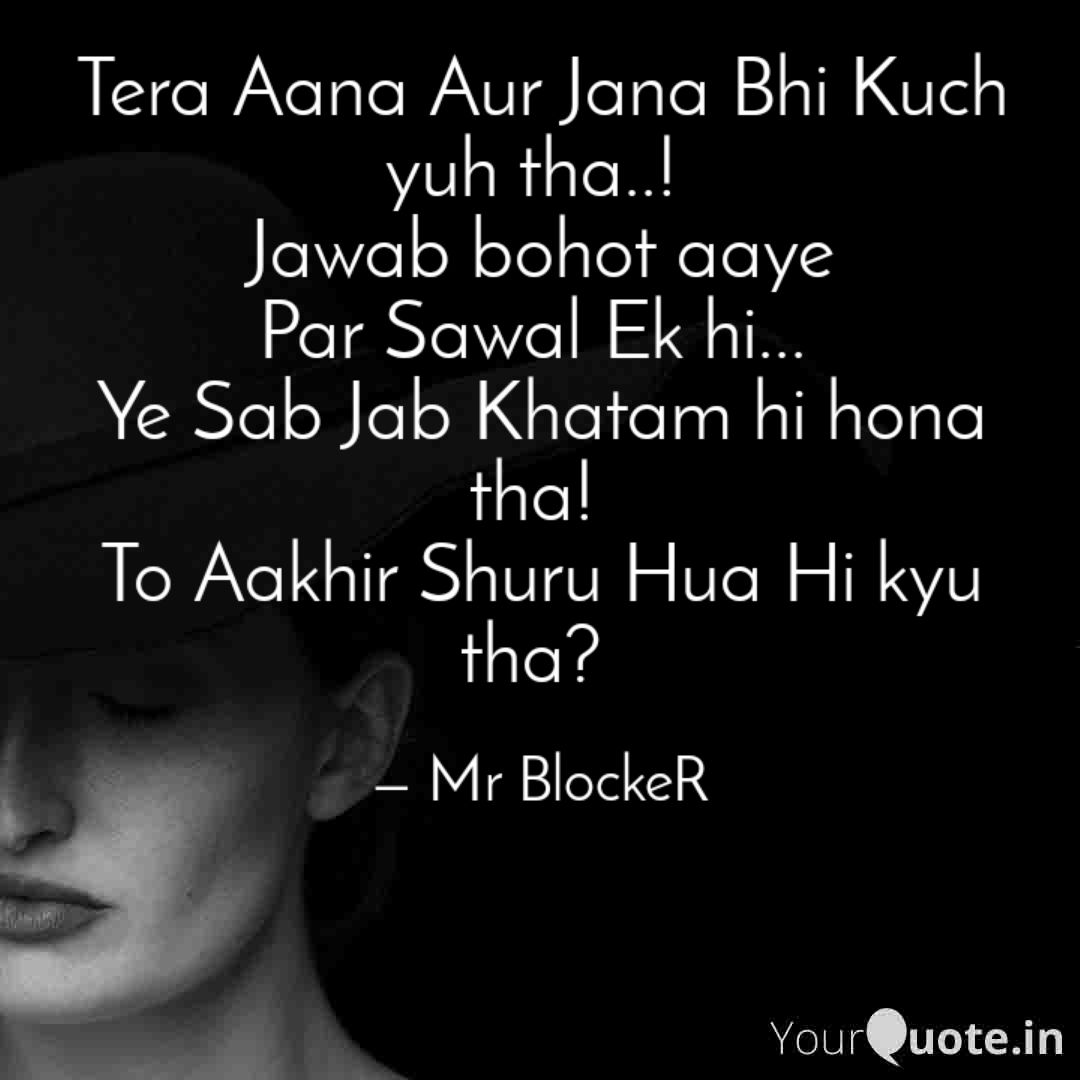 Tera Aana Aur Jana Bhi Kuch
yuh tha..!
Jawab bohot aaye
Par Sawal Ek hi...
Ye Sab Jab Khatam hi hona
tha!
To Aakhir Shuru Hua Hi kyu
tha?
– Mr BlockeR
YourQuote.in